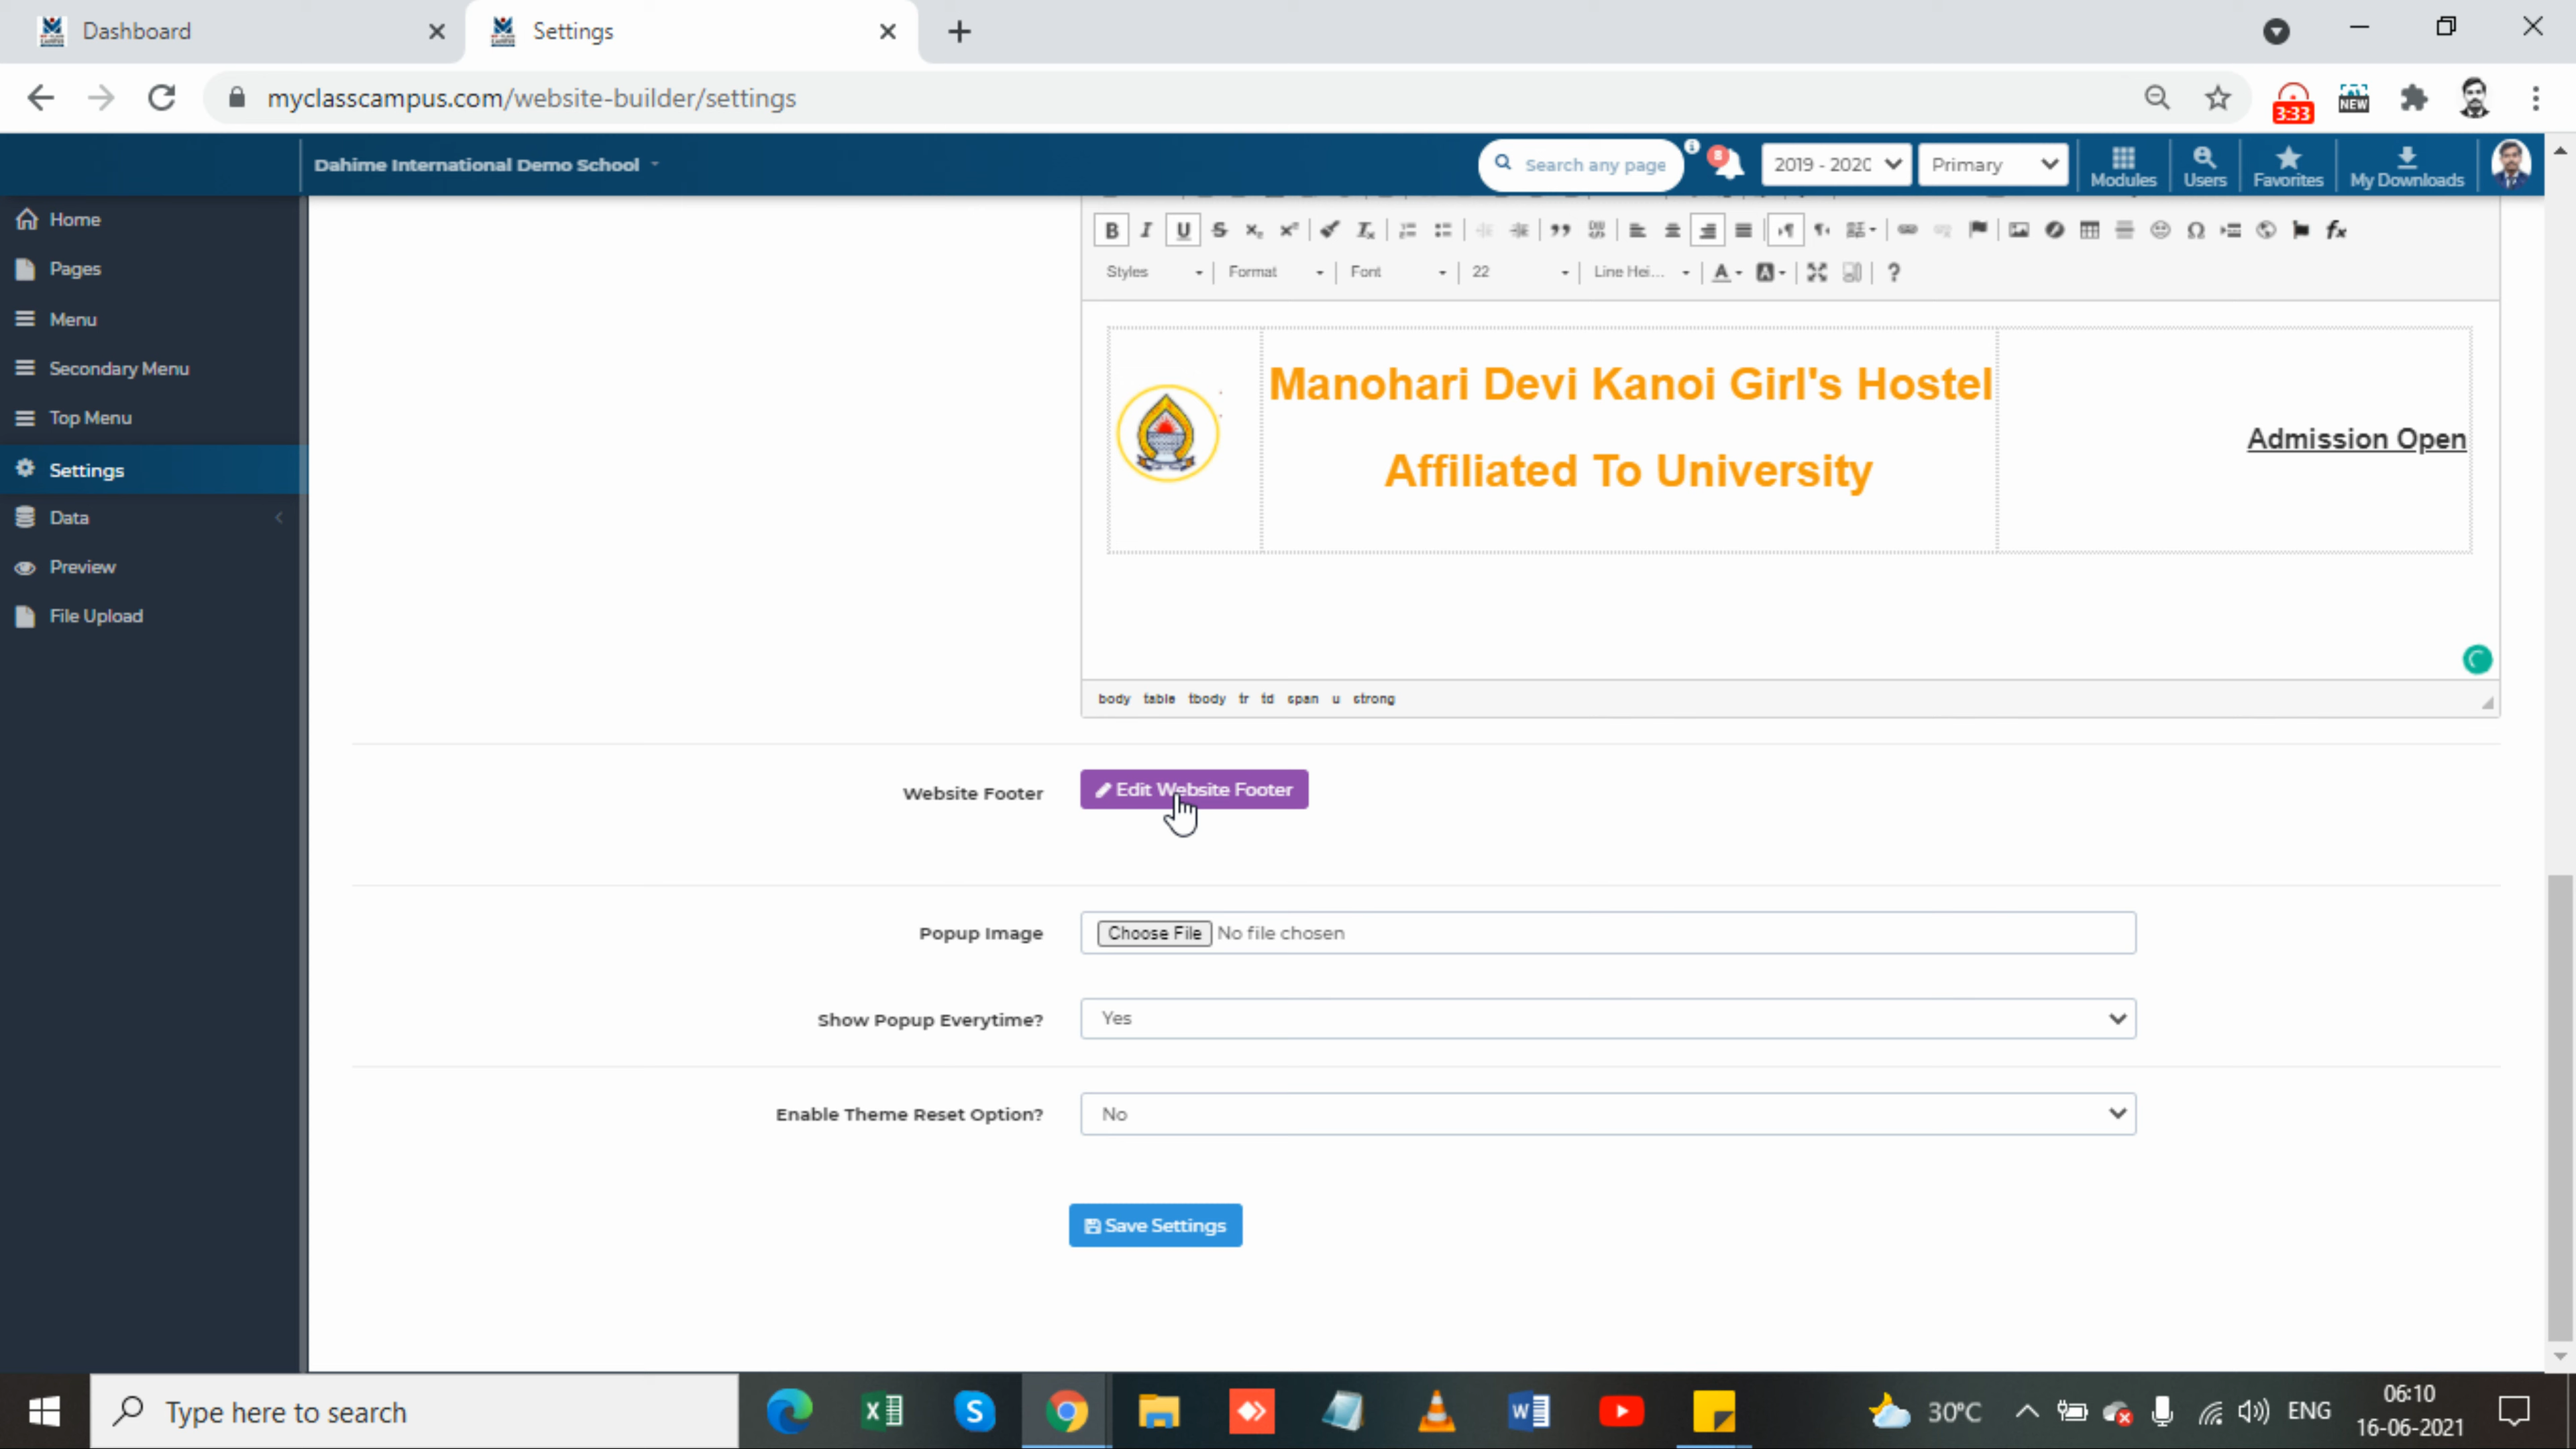 Dashboard
Settings
myclasscampus.com/website-builder/settings
3:33
NEW
Dahime International Demo School
Search any page
8
2019 - 2020
Primary
Modules
Users
Favorites
My Downloads
Home
Pages
Menu
Secondary Menu
Top Menu
Settings
Data
Preview
File Upload
Styles
Format
Font
22
Line Hei...
Manohari Devi Kanoi Girl's Hostel
Affiliated To University
Admission Open
body table tbody tr td span u strong
Website Footer
Edit Website Footer
Popup Image
Choose File No file chosen
Show Popup Everytime?
Yes
Enable Theme Reset Option?
No
Save Settings
Type here to search
30°C
ENG
06:10
16-06-2021